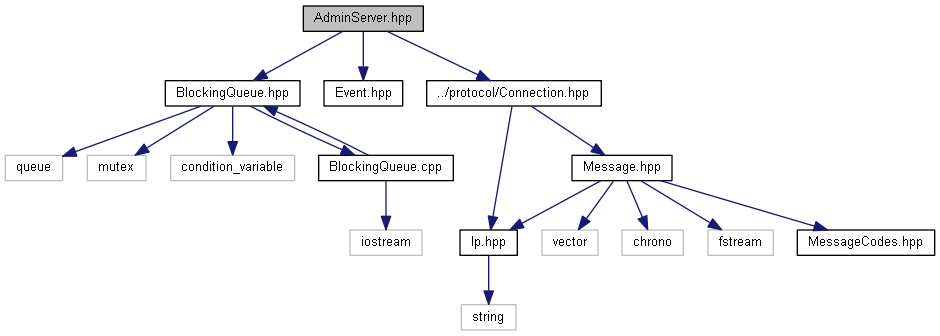 AdminServer.hpp
BlockingQueue.hpp
Event.hpp
../protocol/Connection.hpp
queue
mutex
condition_variable
BlockingQueue.cpp
Message.hpp
iostream
Ip.hpp
vector
chrono
fstream
MessageCodes.hpp
string